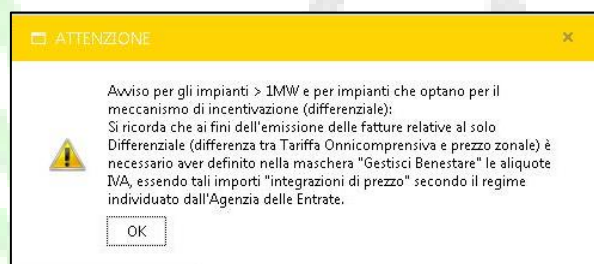 ATTENZIONE
Avviso per gli impianti > 1MW e per impianti che optano per il
meccanismo di incentivazione (differenziale):
Si ricorda che ai fini dell'emissione delle fatture relative al solo
Differenziale (differenza tra Tariffa Onnicomprensiva e prezzo zonale) è
necessario aver definito nella maschera "Gestisci Benestare" le aliquote
IVA, essendo tali importi "integrazioni di prezzo" secondo il regime
individuato dall'Agenzia delle Entrate.
OK